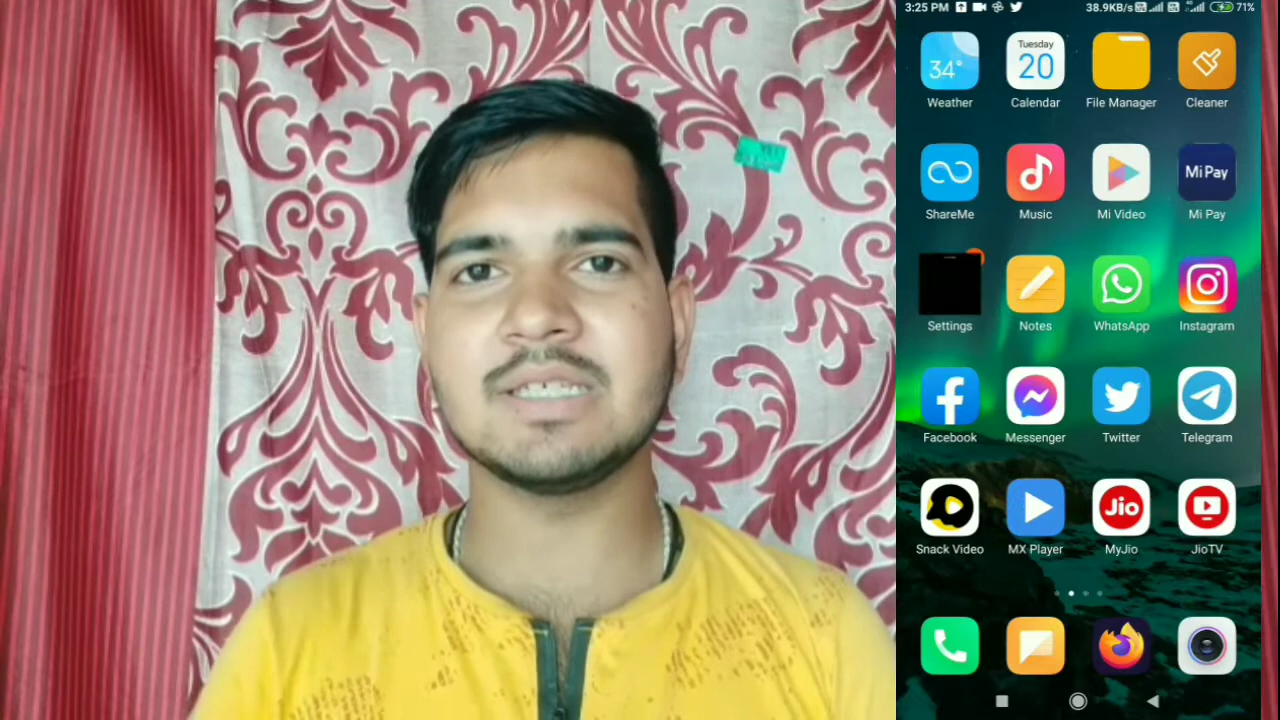 3:25 PM 38.9KB/s 71%
34°
Tuesday
20
Weather Calendar File Manager Cleaner
Mi Pay
ShareMe Music Mi Video Mi Pay
Settings Notes WhatsApp Instagram
Facebook Messenger Twitter Telegram
Jio
Snack Video MX Player MyJio JioTV